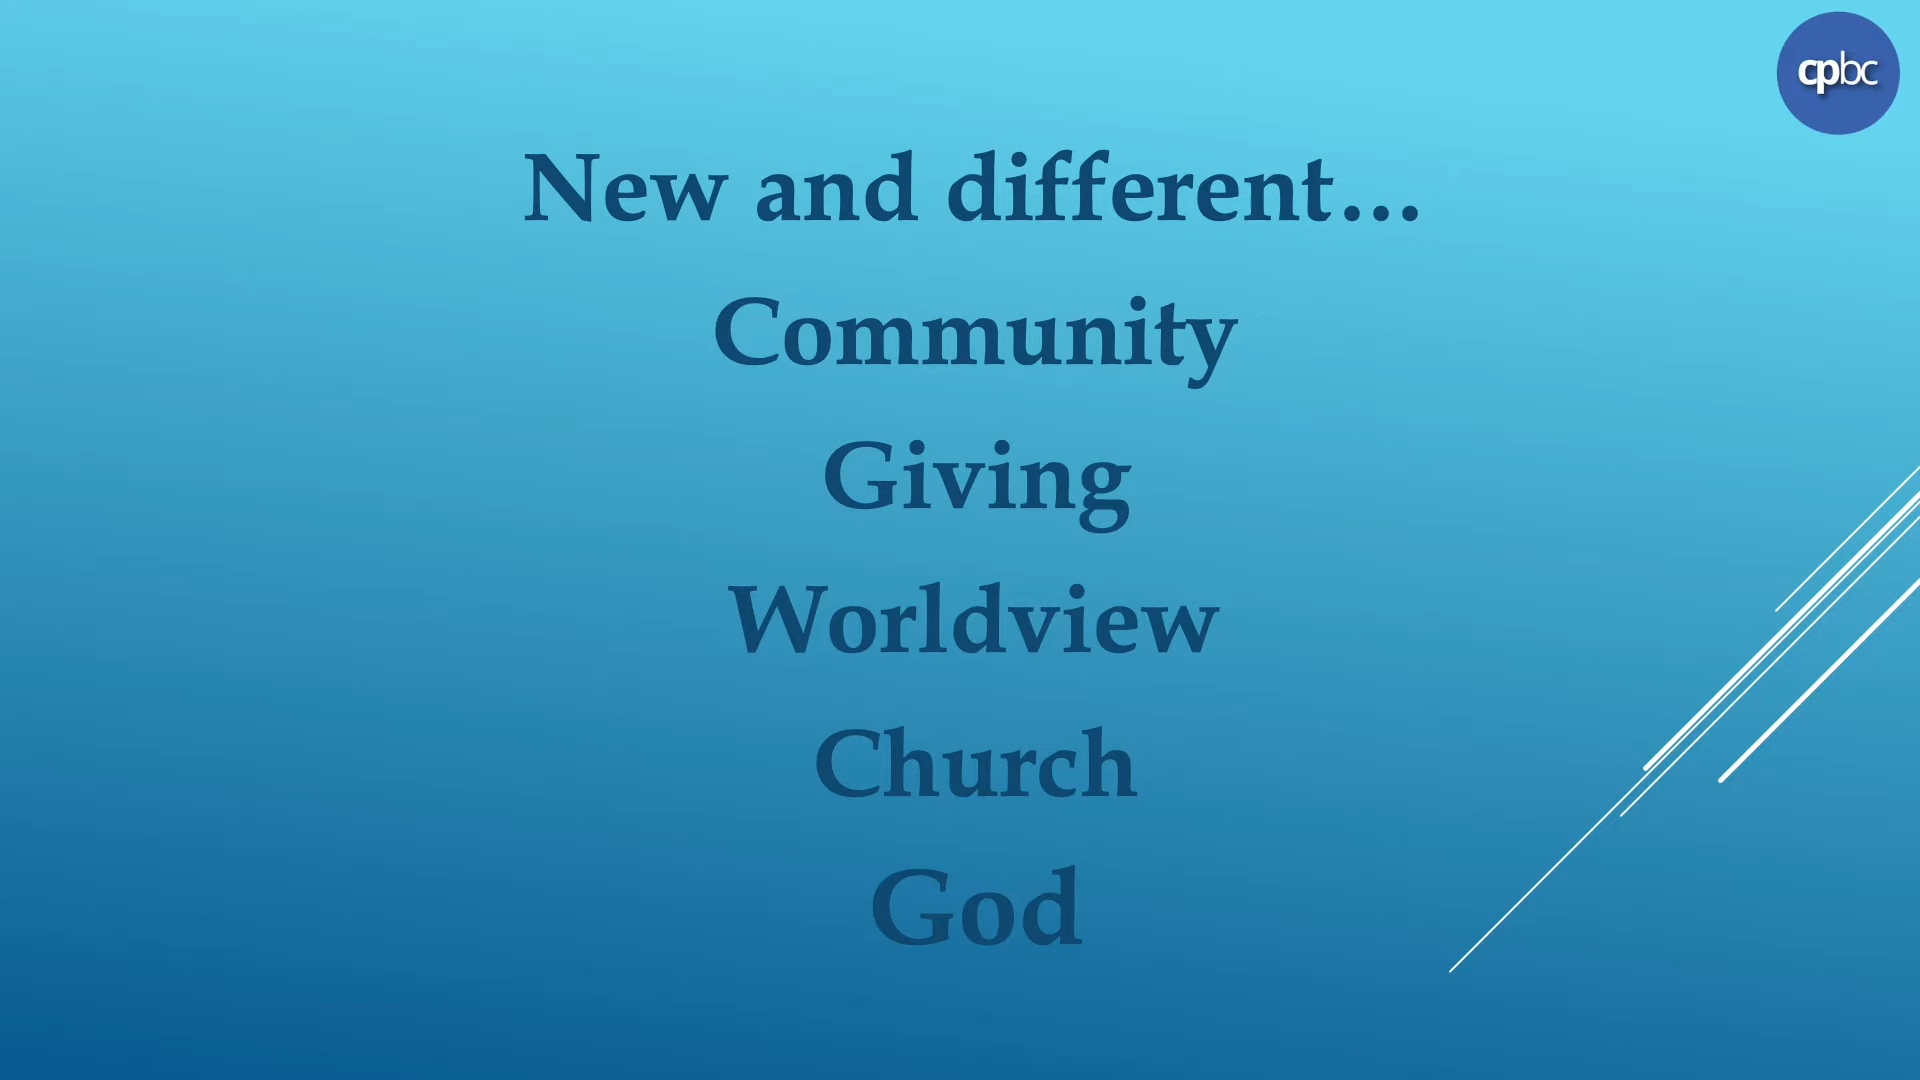 cpbc
New and different...
Community
Giving
Worldview
Church
God